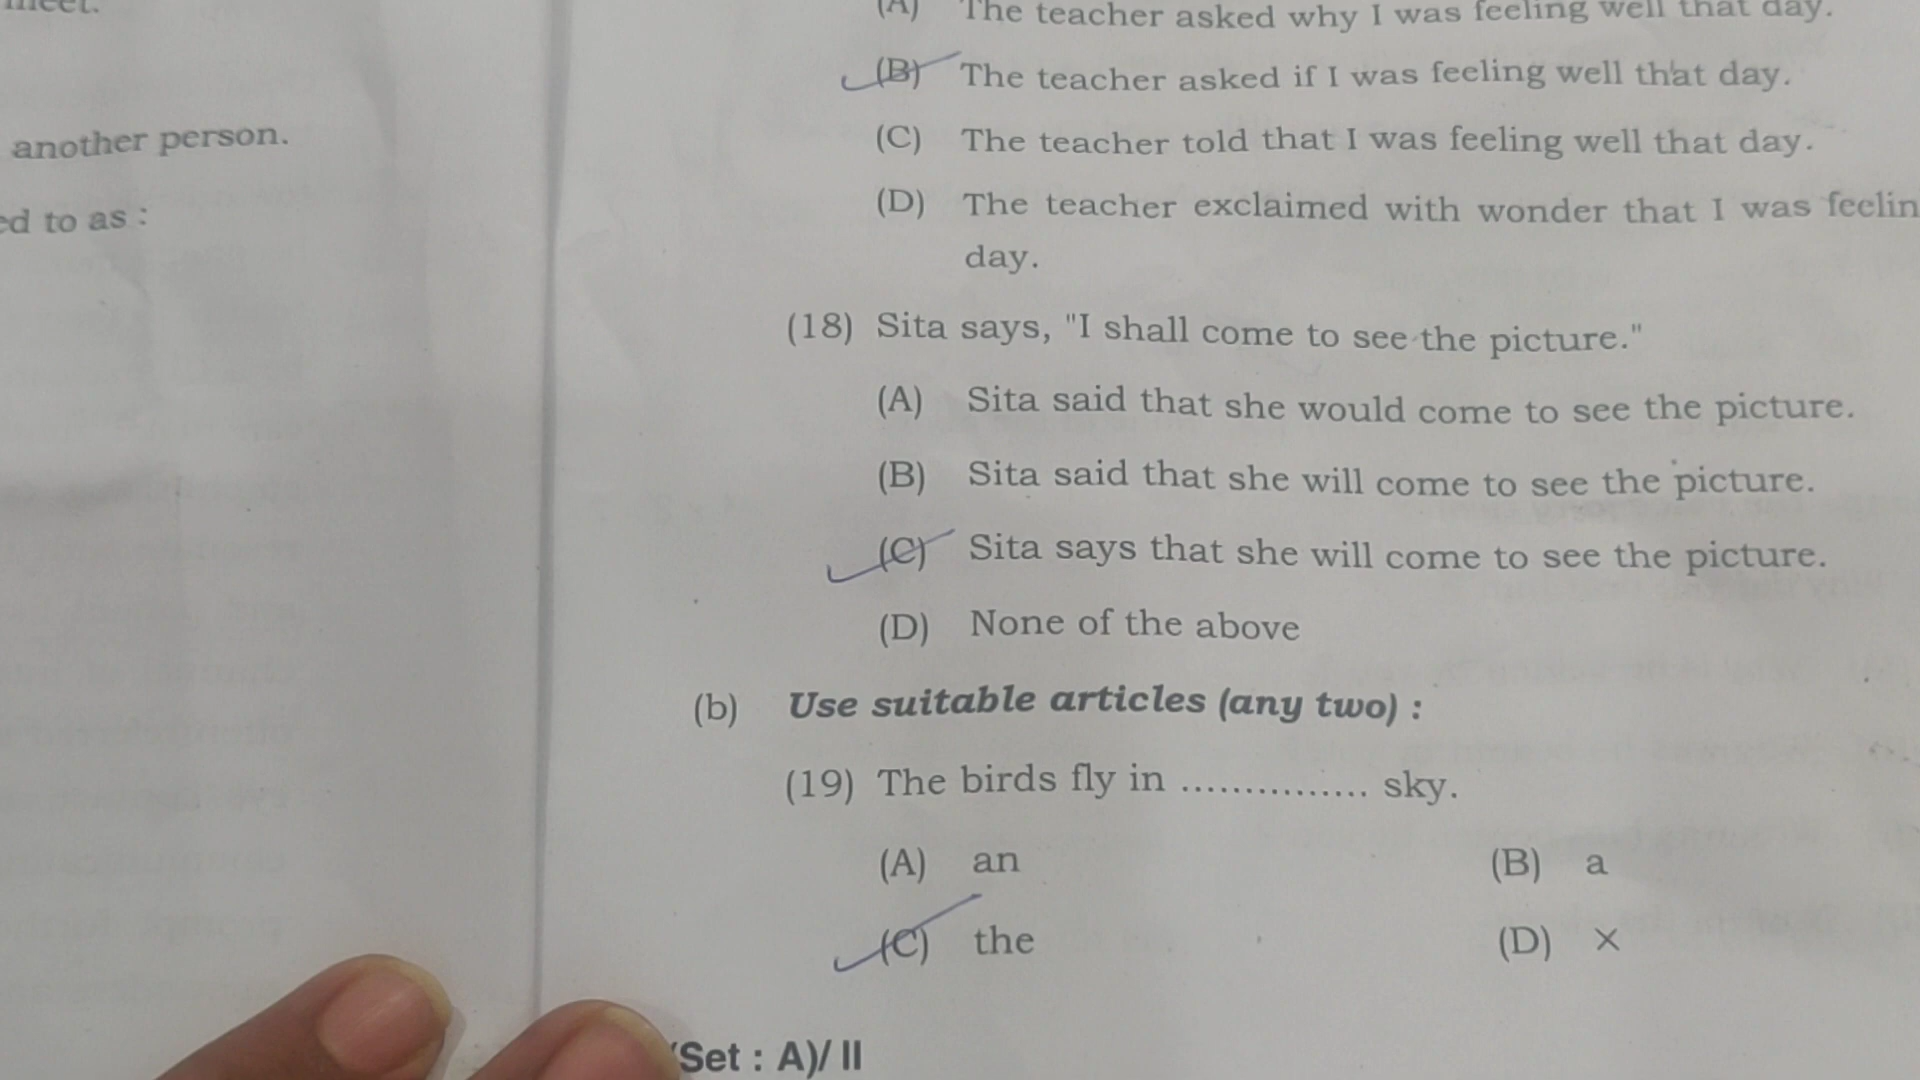 meet.
another person.
ed to as :
(A) The teacher asked why I was feeling well that day.
(B) The teacher asked if I was feeling well that day.
(C) The teacher told that I was feeling well that day.
(D) The teacher exclaimed with wonder that I was feelin
day.
(18) Sita says, "I shall come to see the picture."
(A) Sita said that she would come to see the picture.
(B) Sita said that she will come to see the picture.
(C) Sita says that she will come to see the picture.
(D) None of the above
(b) Use suitable articles (any two) :
(19) The birds fly in ............... sky.
(A) an (B) a
(C) the (D) ×
(Set : A)/ II